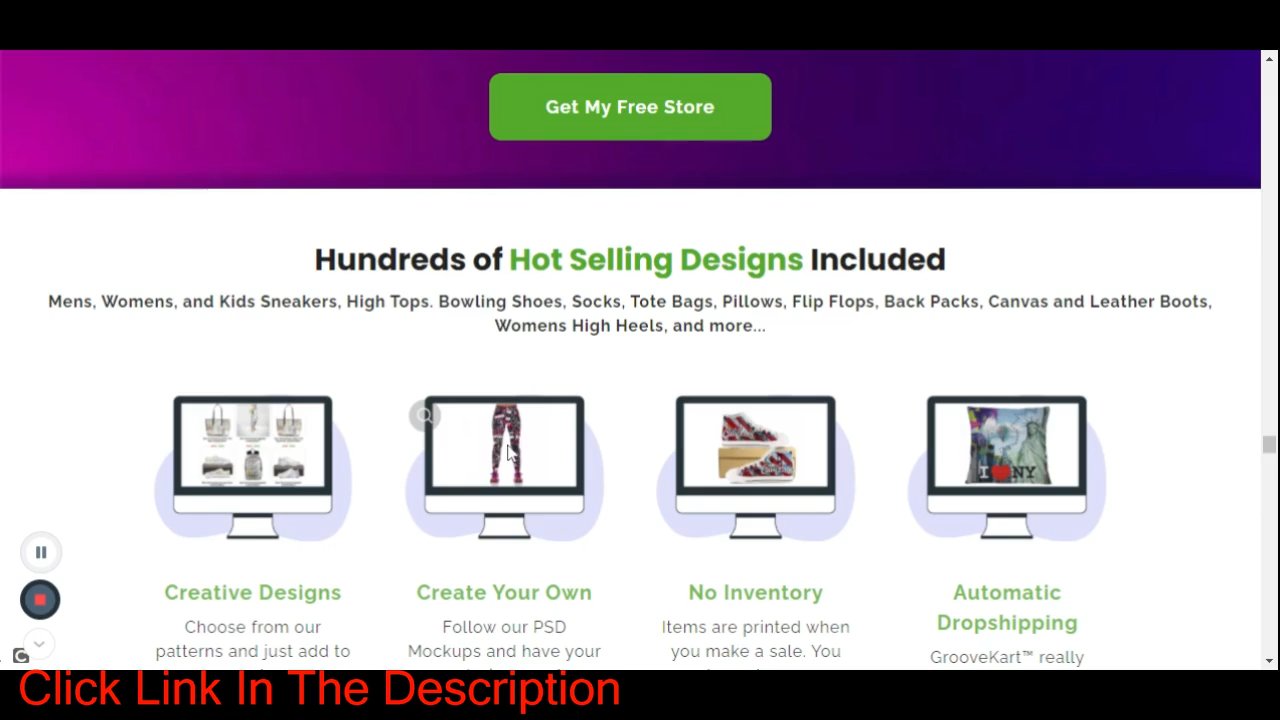 Get My Free Store
Hundreds of Hot Selling Designs Included
Mens, Womens, and Kids Sneakers, High Tops. Bowling Shoes, Socks, Tote Bags, Pillows, Flip Flops, Back Packs, Canvas and Leather Boots,
Womens High Heels, and more...
I NY
Creative Designs
Create Your Own
No Inventory
Automatic
Dropshipping
Choose from our
patterns and just add to
Follow our PSD
Mockups and have your
Items are printed when
you make a sale. You
GrooveKart™ really
Click Link In The Description